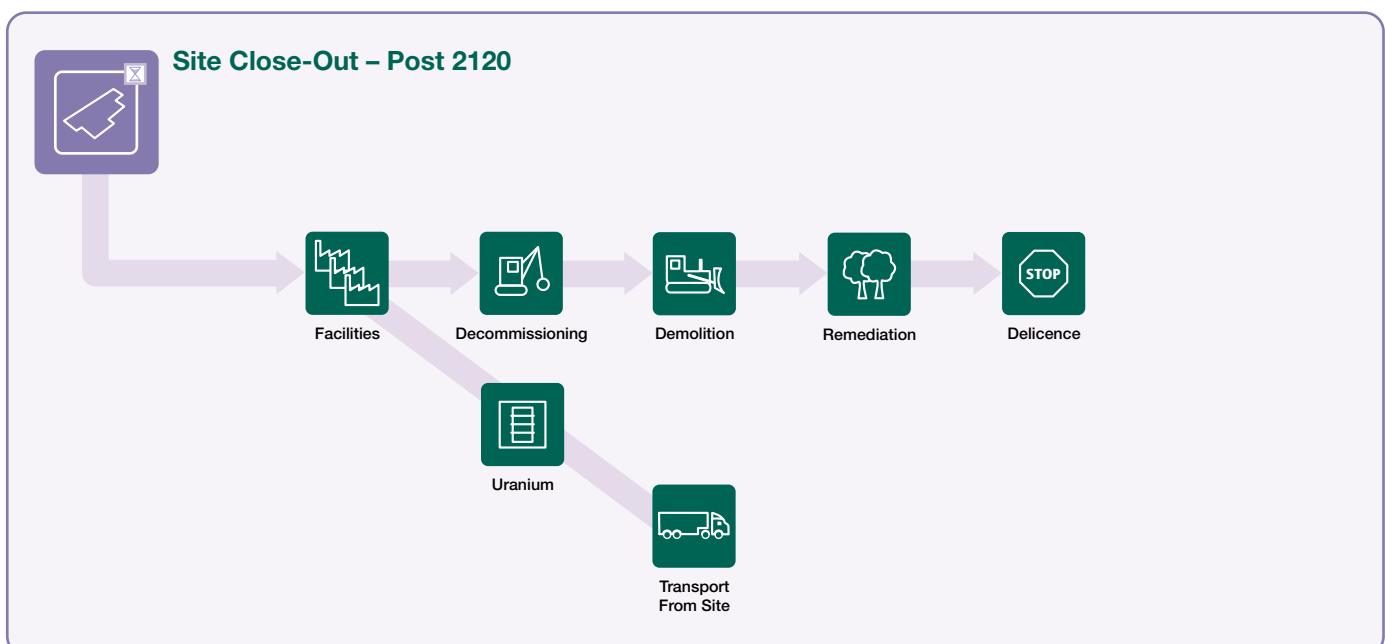 Site Close-Out – Post 2120
STOP
Facilities
Decommissioning
Demolition
Remediation
Delicence
Uranium
Transport
From Site